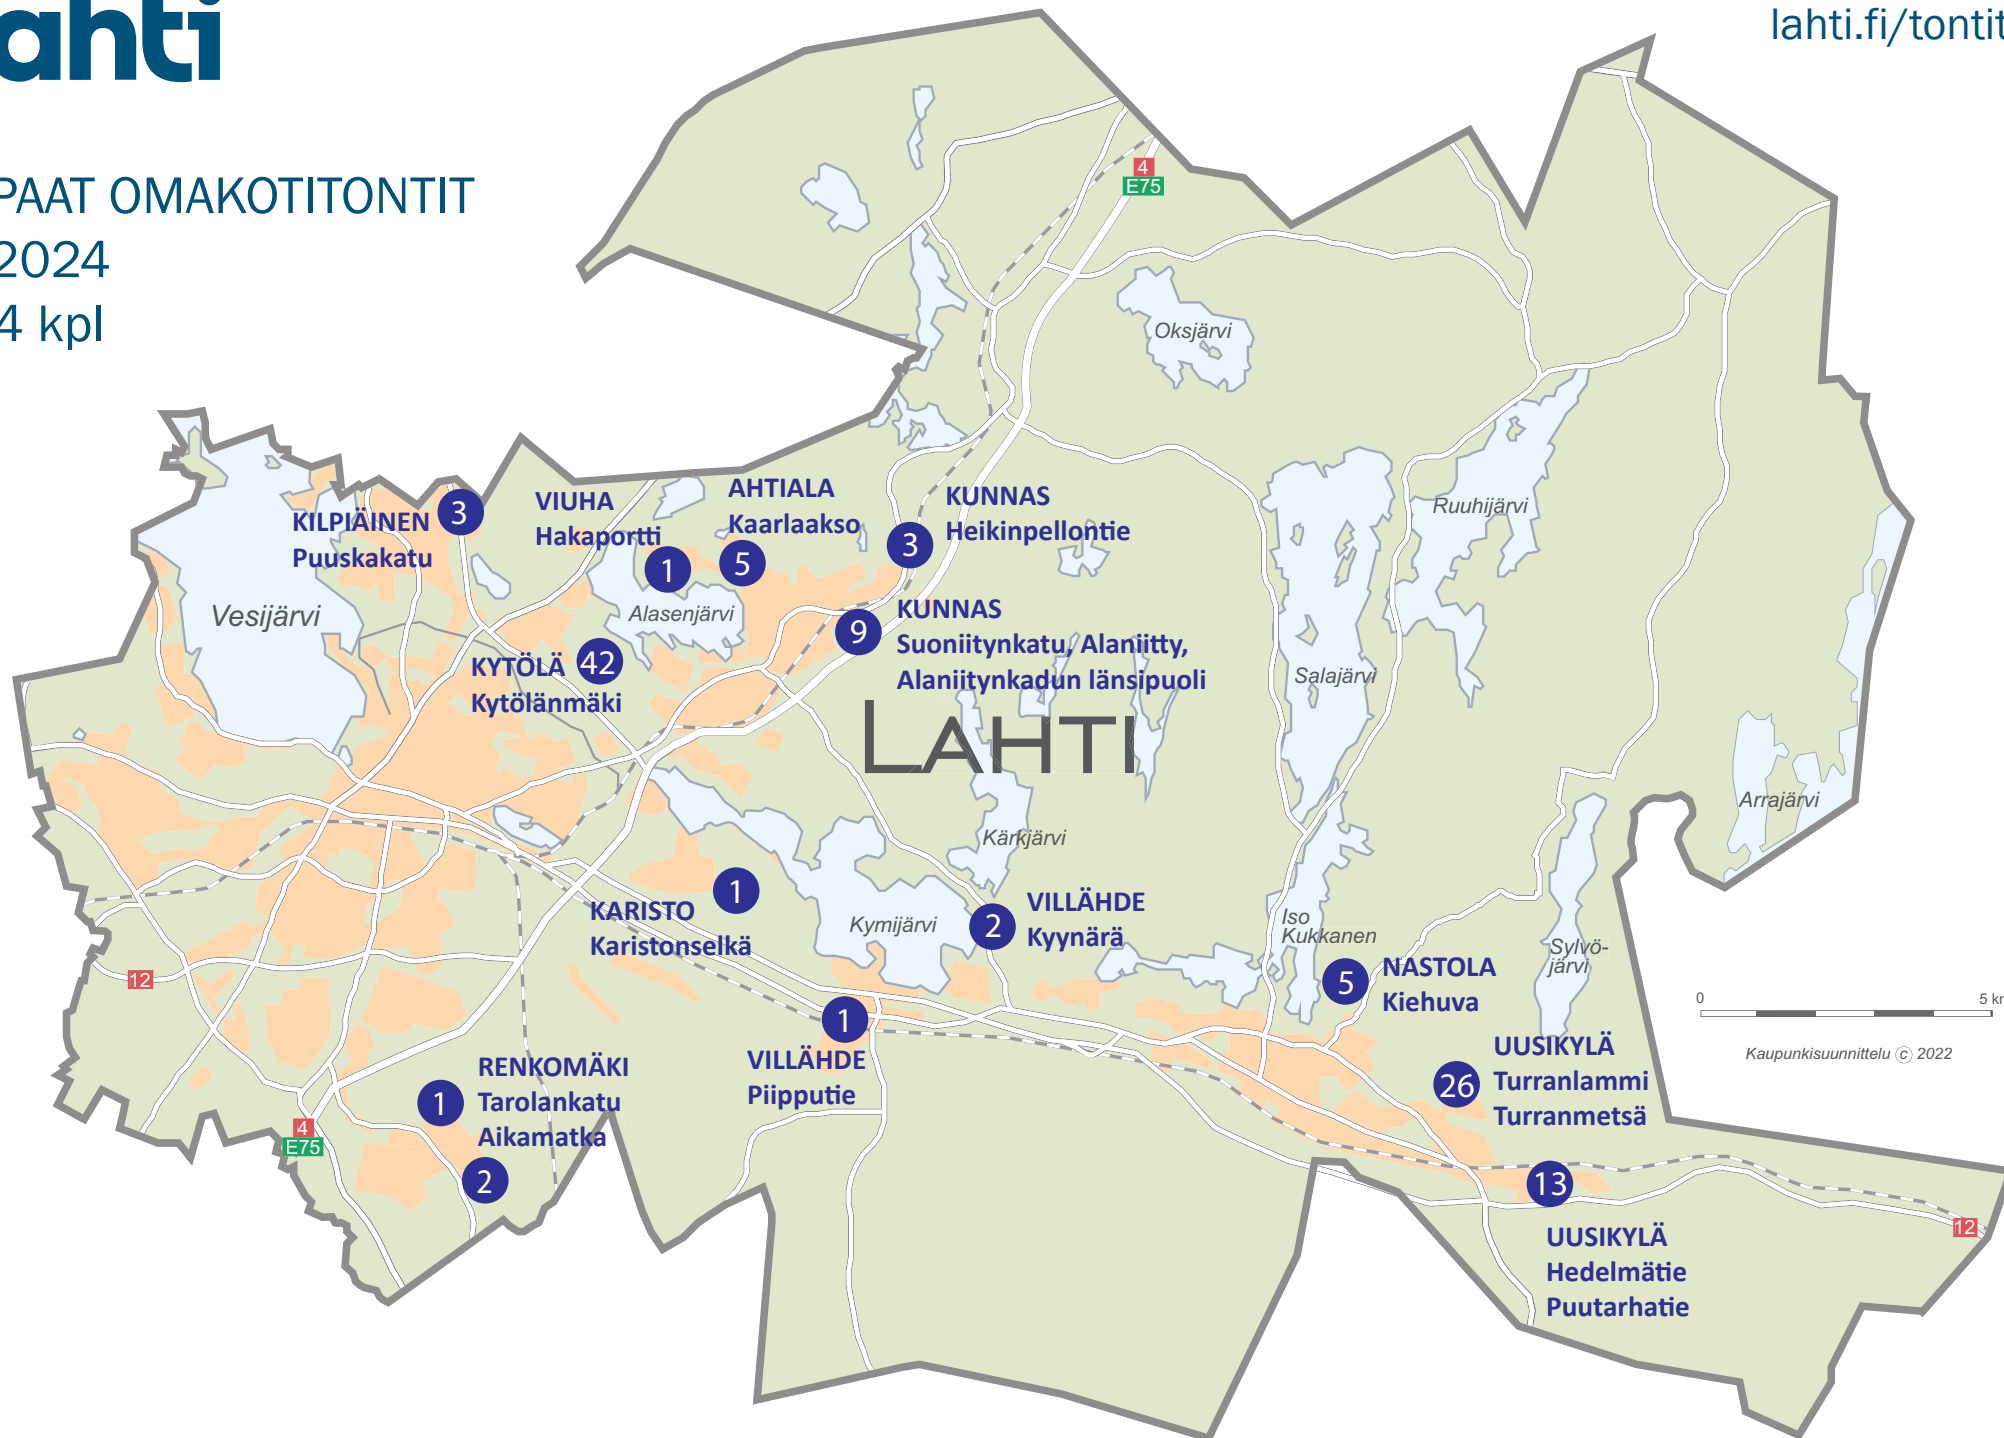 lahti
lahti.fi/tontit
PAAT OMAKOTITONTIT
2024
4 kpl
4
E75
Oksjärvi
KILPIÄINEN
Puuskakatu
3
VIUHA
Hakaportti
1
AHTIALA
Kaarlaakso
5
KUNNAS
Heikinpellontie
3
Ruuhijärvi
Vesijärvi
Alasenjärvi
KUNNAS
Suoniitynkatu, Alaniitty,
Alaniitynkadun länsipuoli
9
KYTÖLÄ
Kytölänmäki
42
Salajärvi
LAHTI
Arrajärvi
Kärkjärvi
KARISTO
Karistonselkä
1
Kymijärvi
VILLÄHDE
Kyynärä
2
Iso
Kukkanen
Sylvö-
järvi
12
NASTOLA
Kiehuva
5
0
5 km
Kaupunkisuunnittelu © 2022
1
VILLÄHDE
Piipputie
UUSIKYLÄ
Turranlammi
Turranmetsä
26
RENKOMÄKI
Tarolankatu
Aikamatka
1
2
4
E75
13
UUSIKYLÄ
Hedelmätie
Puutarhatie
12